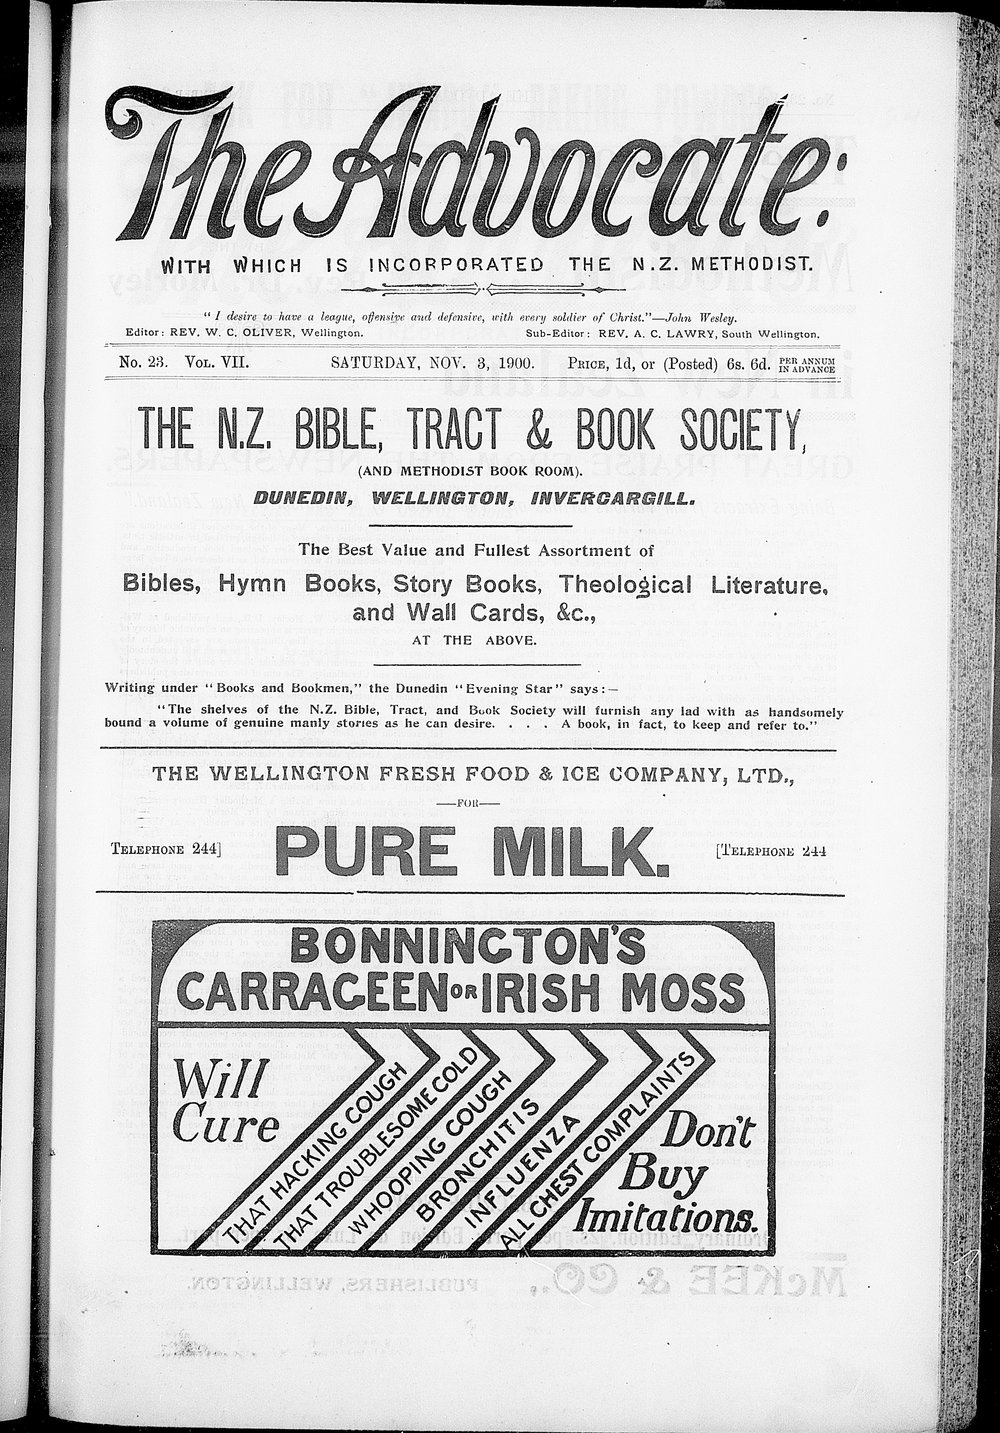 The Advocate:
WITH WHICH IS INCORPORATED THE N.Z. METHODIST.
“I desire to have a league, offensive and defensive, with every soldier of Christ.”—John Wesley.
Editor: REV. W. C. OLIVER, Wellington. Sub-Editor: REV. A. C. LAWRY, South Wellington.
No. 23. VOL. VII. SATURDAY, NOV. 3, 1900. PRICE, 1d, or (Posted) 6s. 6d. PER ANNUM IN ADVANCE
THE N.Z. BIBLE, TRACT & BOOK SOCIETY,
(AND METHODIST BOOK ROOM).
DUNEDIN, WELLINGTON, INVERCARGILL.
The Best Value and Fullest Assortment of
Bibles, Hymn Books, Story Books, Theological Literature,
and Wall Cards, &c.,
AT THE ABOVE.
Writing under “Books and Bookmen,” the Dunedin “Evening Star” says:—
“The shelves of the N.Z. Bible, Tract, and Book Society will furnish any lad with as handsomely
bound a volume of genuine manly stories as he can desire. . . . A book, in fact, to keep and refer to.”
THE WELLINGTON FRESH FOOD & ICE COMPANY, LTD.,
—FOR—
TELEPHONE 244] PURE MILK. [TELEPHONE 244
BONNINGTON'S
CARRAGEEN OR IRISH MOSS
Will
Cure
THAT HACKING COUGH
THAT TROUBLESOME COLD
WHOOPING COUGH
BRONCHITIS
INFLUENZA
ALL CHEST COMPLAINTS
Don't
Buy
Imitations.